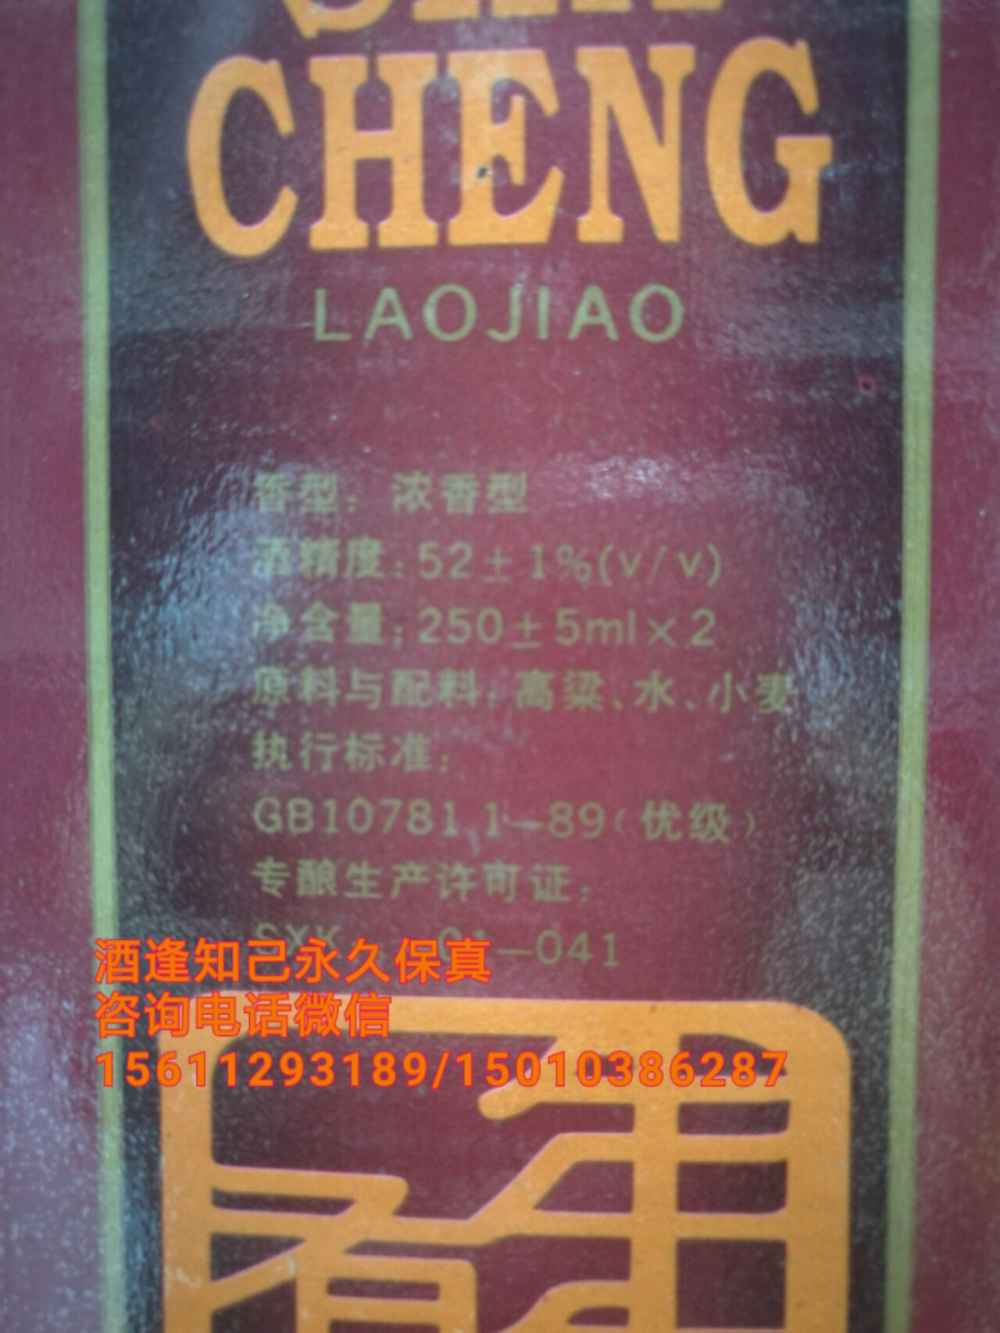 CHENG
LAOJIAO
香型：浓香型
酒精度：52±1%(v/v)
净含量：250±5ml×2
原料与配料：高粱、水、小麦
执行标准：
GB10781.1—89（优级）
专酿生产许可证：
01—041
酒逢知己永久保真
咨询电话微信
15611293189/15010386287